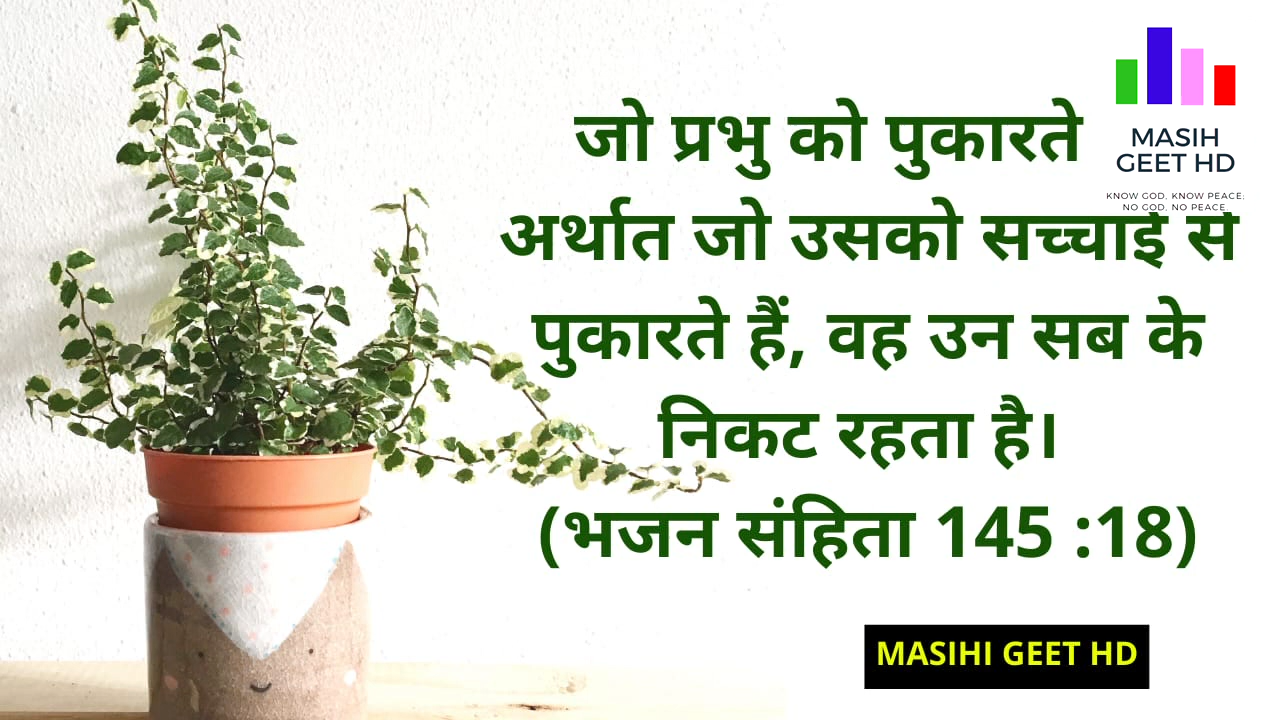 जो प्रभु को पुकारते
अर्थात जो उसको सच्चाई से
पुकारते हैं, वह उन सब के
निकट रहता है।
(भजन संहिता 145 :18)
MASIH
GEET HD
KNOW GOD, KNOW PEACE;
NO GOD, NO PEACE.
MASIHI GEET HD